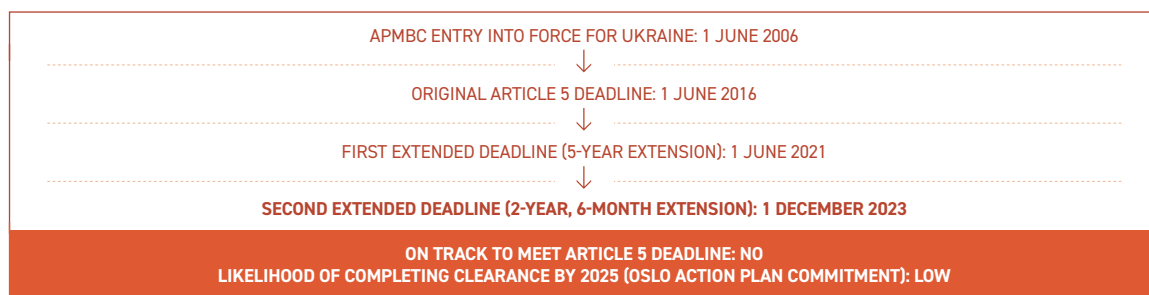 APMBC ENTRY INTO FORCE FOR UKRAINE: 1 JUNE 2006
ORIGINAL ARTICLE 5 DEADLINE: 1 JUNE 2016
FIRST EXTENDED DEADLINE (5-YEAR EXTENSION): 1 JUNE 2021
SECOND EXTENDED DEADLINE (2-YEAR, 6-MONTH EXTENSION): 1 DECEMBER 2023
ON TRACK TO MEET ARTICLE 5 DEADLINE: NO
LIKELIHOOD OF COMPLETING CLEARANCE BY 2025 (OSLO ACTION PLAN COMMITMENT): LOW